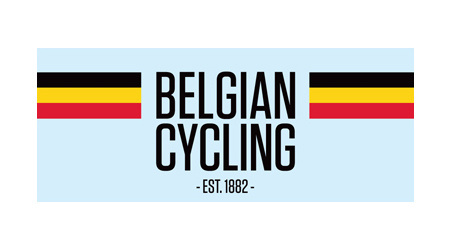 BELGIAN
CYCLING
- EST. 1882 -